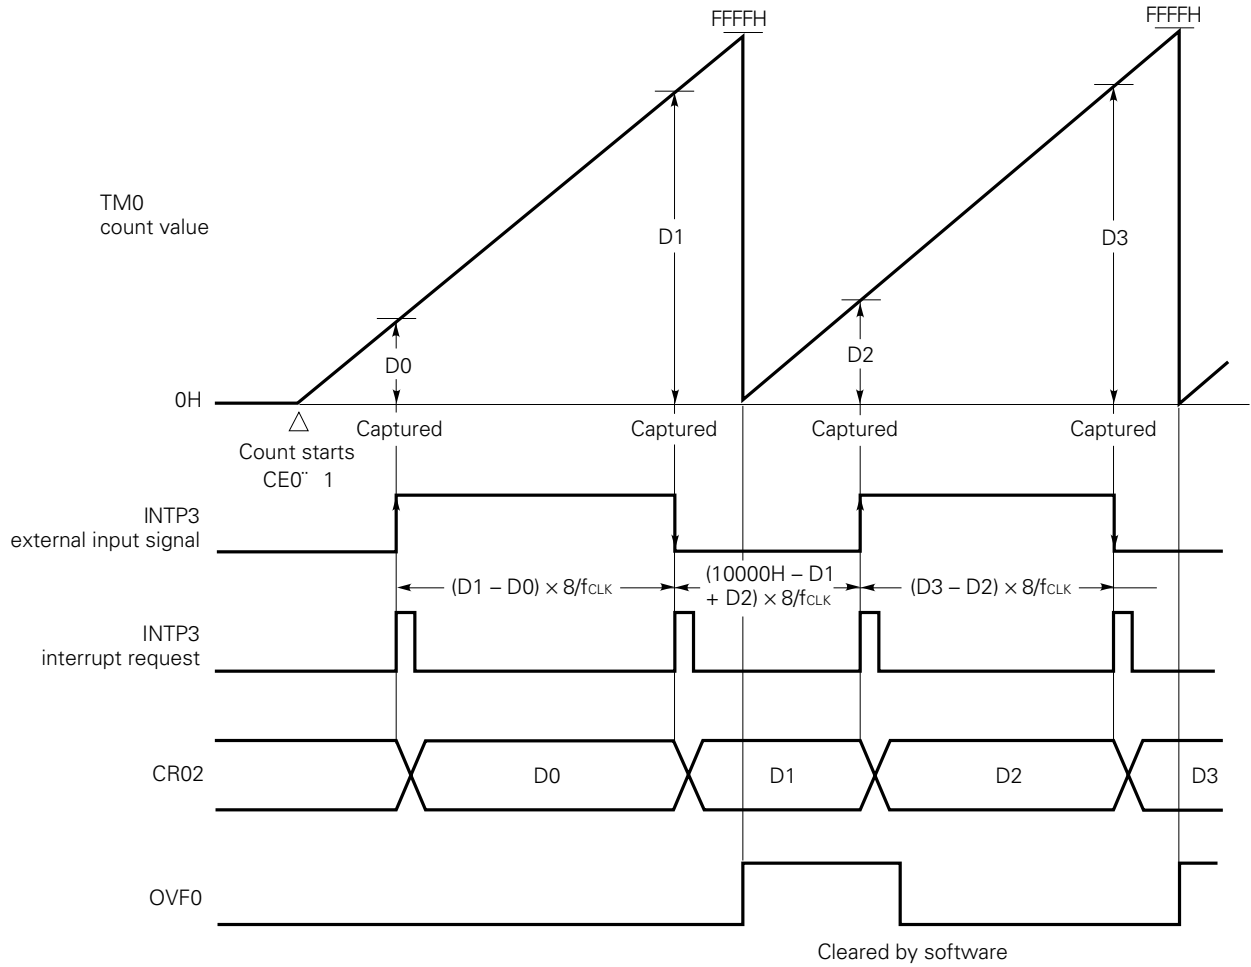 FFFFH
FFFFH
TM0
count value
D1
D3
D2
D0
0H
Captured
Captured
Captured
Captured
Count starts
CE0¨ 1
INTP3
external input signal
(D1 – D0) × 8/fCLK
(10000H – D1
+ D2) × 8/fCLK
(D3 – D2) × 8/fCLK
INTP3
interrupt request
CR02
D0
D1
D2
D3
OVF0
Cleared by software